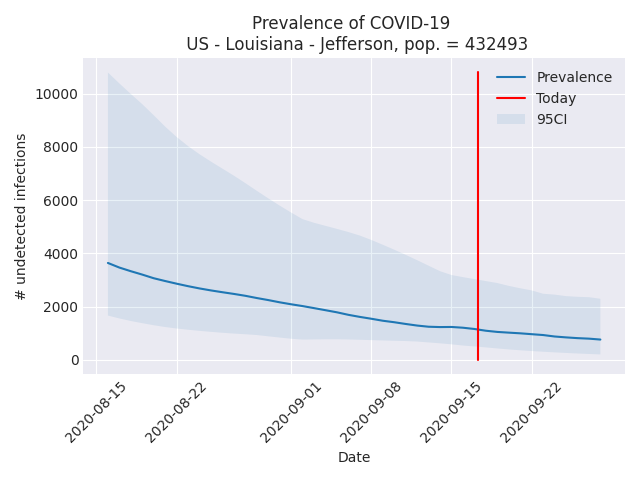 Prevalence of COVID-19
US - Louisiana - Jefferson, pop. = 432493
# undetected infections
10000
8000
6000
4000
2000
0
Prevalence
Today
95CI
2020-08-15
2020-08-22
2020-09-01
2020-09-08
2020-09-15
2020-09-22
Date